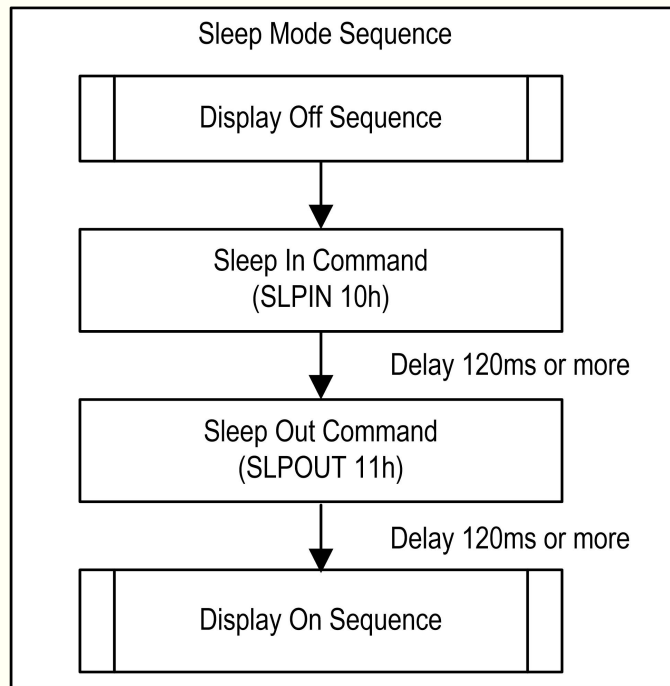 Sleep Mode Sequence
Display Off Sequence
Sleep In Command
(SLPIN 10h)
Delay 120ms or more
Sleep Out Command
(SLPOUT 11h)
Delay 120ms or more
Display On Sequence